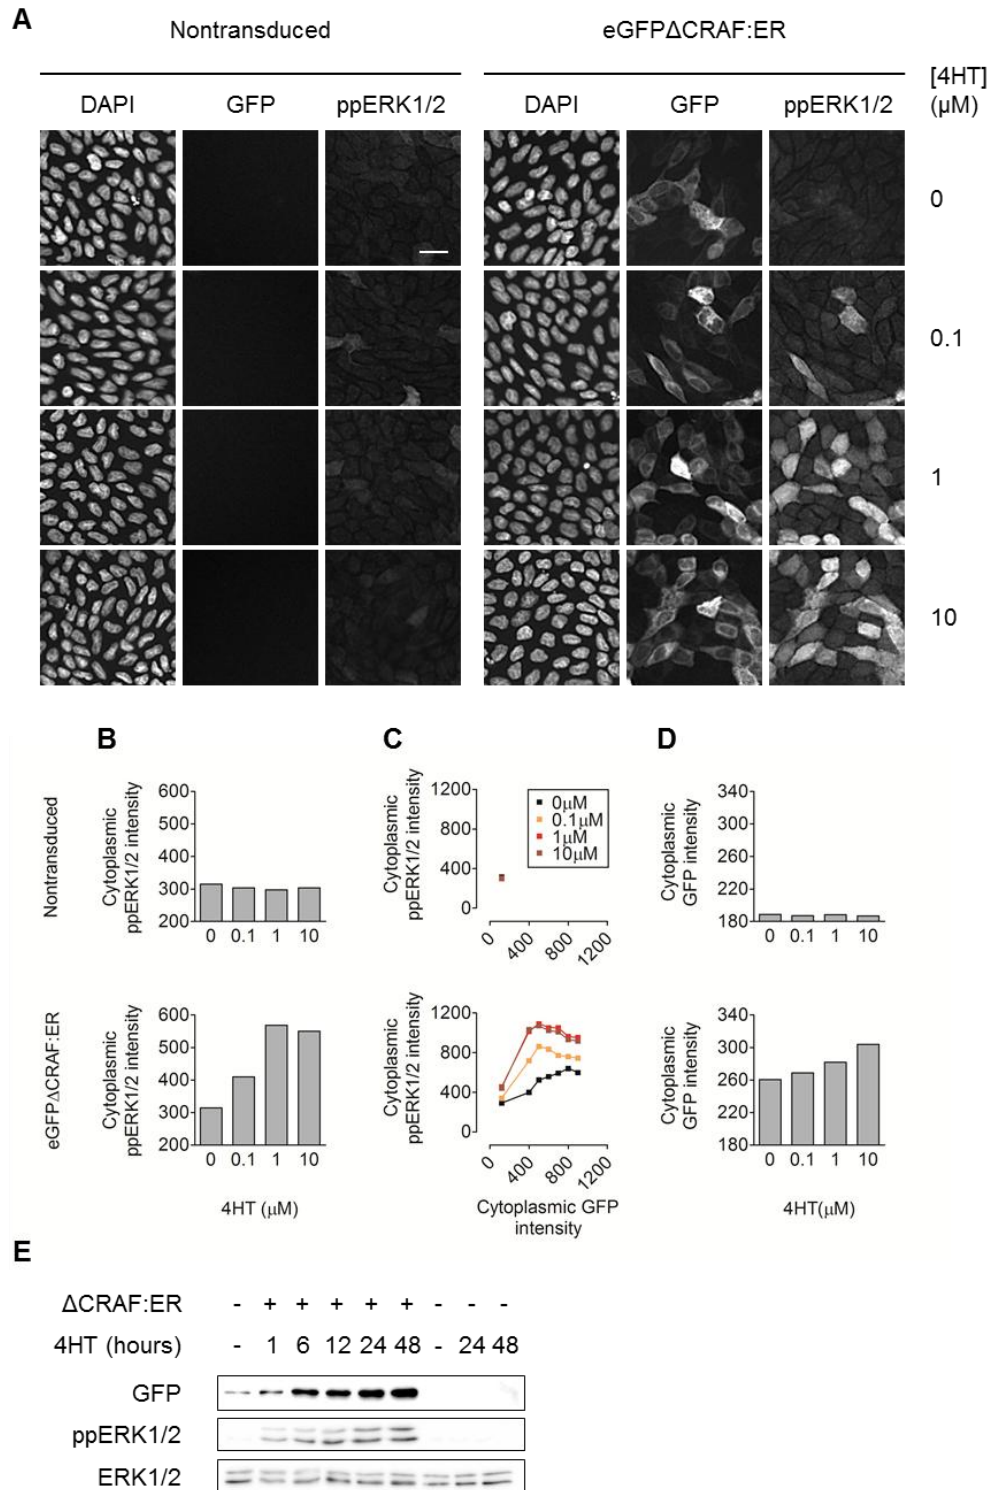 A
Nontransduced
eGFPΔCRAF:ER
[4HT]
(μM)
DAPI GFP ppERK1/2 DAPI GFP ppERK1/2
0
0.1
1
10
B
Nontransduced
Cytoplasmic
ppERK1/2 intensity
600
500
400
300
200
0 0.1 1 10
eGFPΔCRAF:ER
Cytoplasmic
ppERK1/2 intensity
600
500
400
300
200
0 0.1 1 10
4HT (μM)
C
Cytoplasmic
ppERK1/2 intensity
1200
800
400
0
0μM
0.1μM
1μM
10μM
0 400 800 1200
Cytoplasmic
ppERK1/2 intensity
1200
800
400
0
0 400 800 1200
Cytoplasmic GFP
intensity
D
Cytoplasmic
GFP intensity
340
300
260
220
180
0 0.1 1 10
Cytoplasmic
GFP intensity
340
300
260
220
180
0 0.1 1 10
4HT(μM)
E
ΔCRAF:ER - + + + + + - - -
4HT (hours) - 1 6 12 24 48 - 24 48
GFP
ppERK1/2
ERK1/2